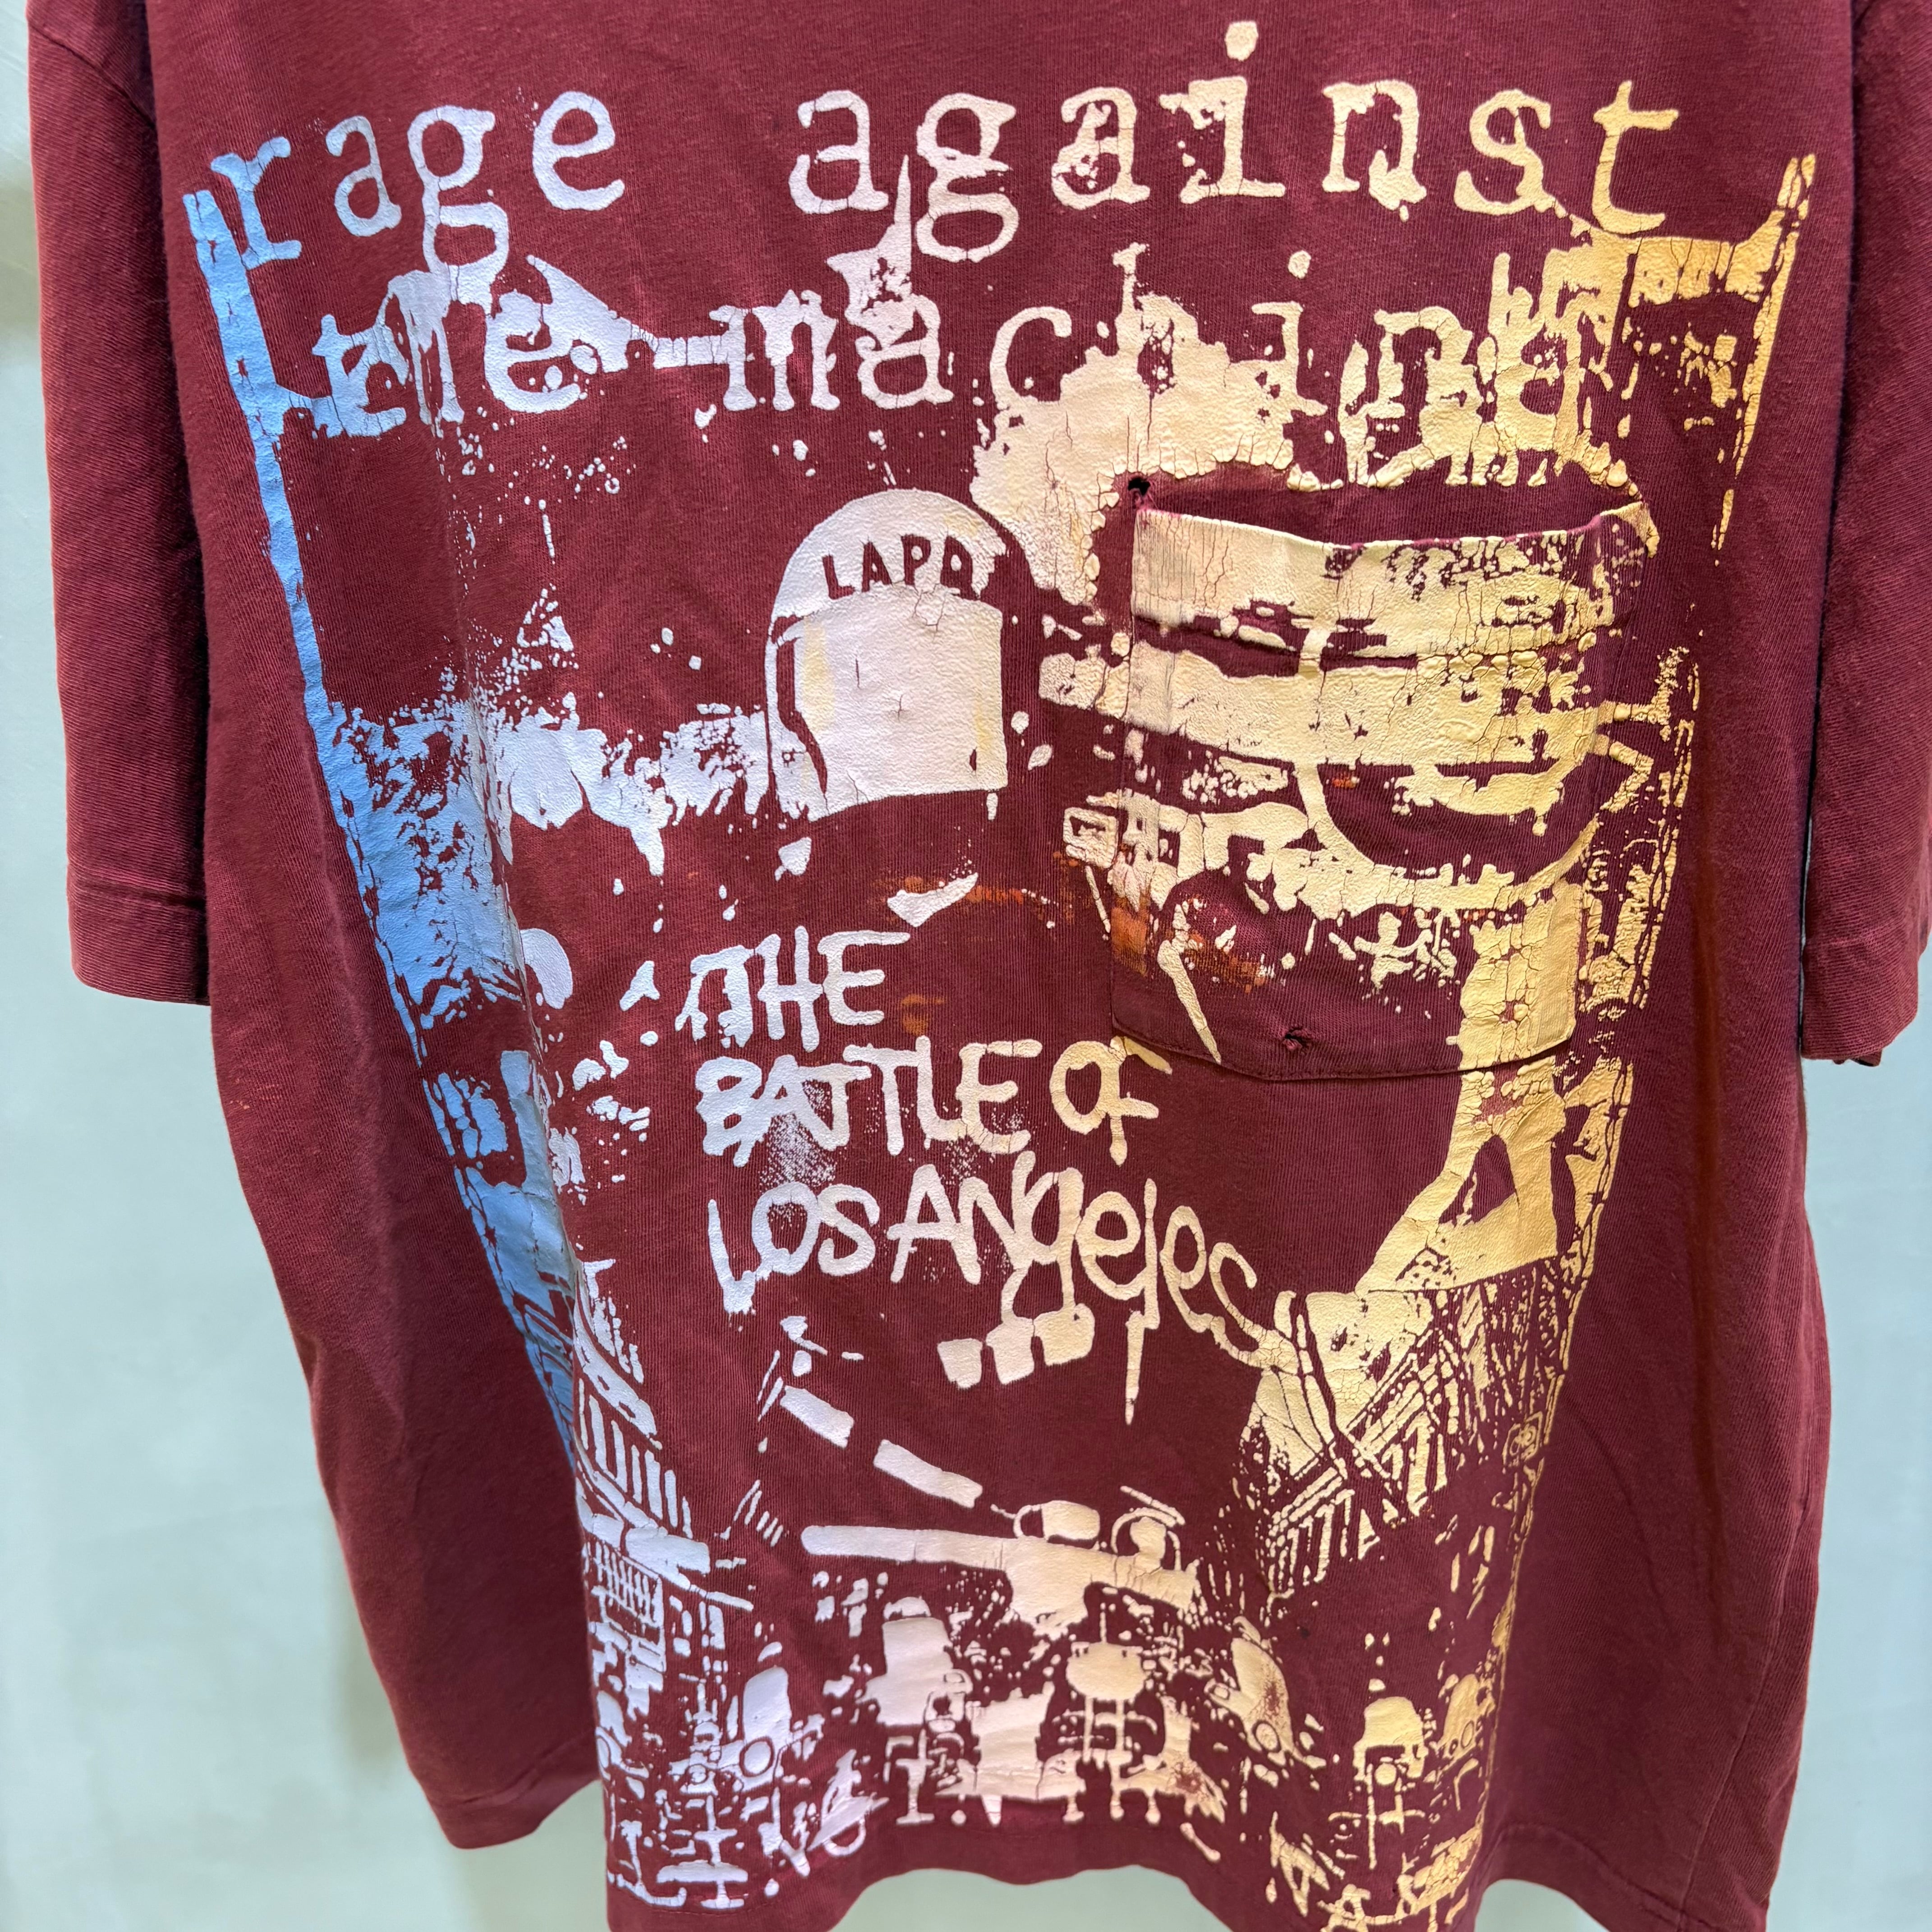 rage against
the machine
LAPD
THE
BATTLE OF
LOS ANgeles